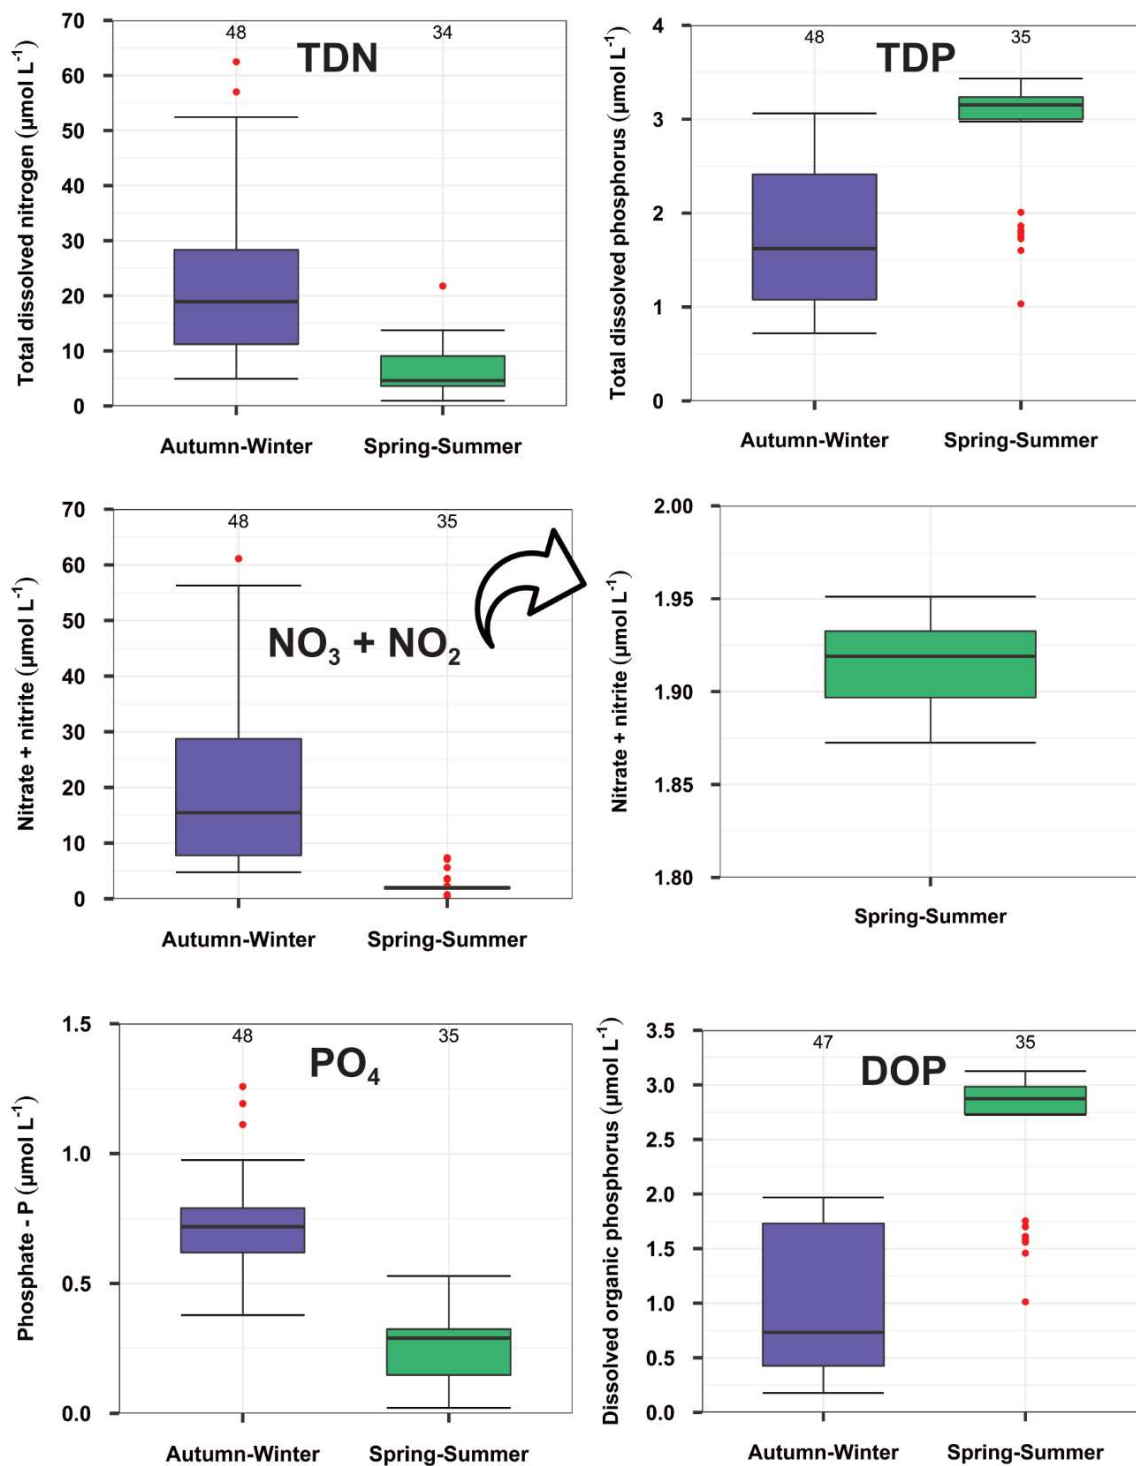 Total dissolved nitrogen (µmol L⁻¹)
70
60
50
40
30
20
10
0
48
34
TDN
Autumn-Winter
Spring-Summer
Total dissolved phosphorus (µmol L⁻¹)
4
3
2
1
0
48
35
TDP
Autumn-Winter
Spring-Summer
Nitrate + nitrite (µmol L⁻¹)
70
60
50
40
30
20
10
0
48
35
NO₃ + NO₂
Autumn-Winter
Spring-Summer
Nitrate + nitrite (µmol L⁻¹)
2.00
1.95
1.90
1.85
1.80
Spring-Summer
Phosphate - P (µmol L⁻¹)
1.5
1.0
0.5
0.0
48
35
PO₄
Autumn-Winter
Spring-Summer
Dissolved organic phosphorus (µmol L⁻¹)
3.5
3.0
2.5
2.0
1.5
1.0
0.5
0.0
47
35
DOP
Autumn-Winter
Spring-Summer